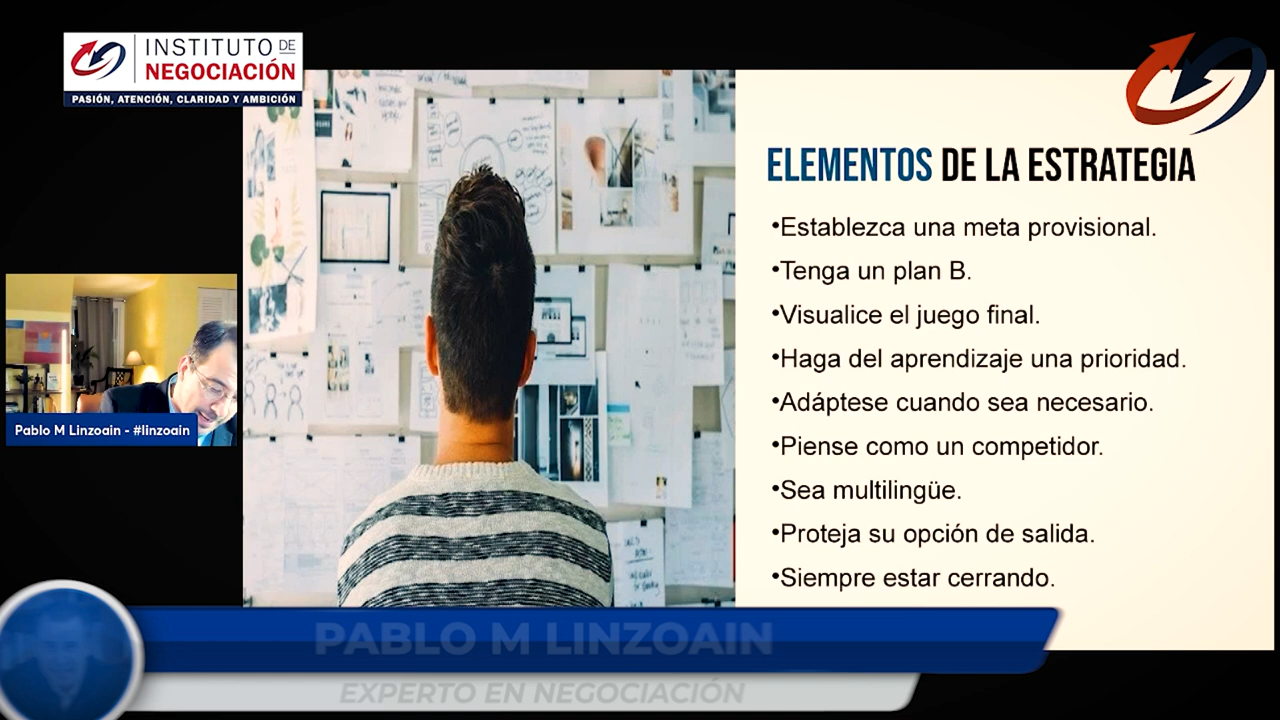 INSTITUTO DE
NEGOCIACIÓN
PASIÓN, ATENCIÓN, CLARIDAD Y AMBICIÓN
ELEMENTOS DE LA ESTRATEGIA
•Establezca una meta provisional.
•Tenga un plan B.
•Visualice el juego final.
•Haga del aprendizaje una prioridad.
•Adáptese cuando sea necesario.
•Piense como un competidor.
•Sea multilingüe.
•Proteja su opción de salida.
•Siempre estar cerrando.
Pablo M Linzoain - #linzoain
PABLO M LINZOAIN
EXPERTO EN NEGOCIACIÓN